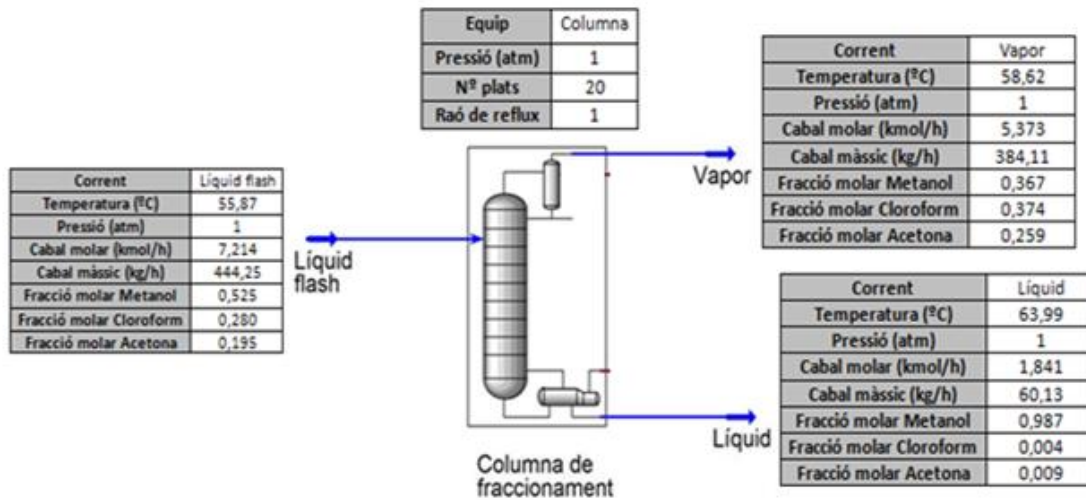 Equip Columna
Pressió (atm) 1
Nº plats 20
Raó de reflux 1
Corrent Vapor
Temperatura (ºC) 58,62
Pressió (atm) 1
Cabal molar (kmol/h) 5,373
Cabal màssic (kg/h) 384,11
Fracció molar Metanol 0,367
Fracció molar Cloroform 0,374
Fracció molar Acetona 0,259
Vapor
Corrent Líquid flash
Temperatura (ºC) 55,87
Pressió (atm) 1
Cabal molar (kmol/h) 7,214
Cabal màssic (kg/h) 444,25
Fracció molar Metanol 0,525
Fracció molar Cloroform 0,280
Fracció molar Acetona 0,195
Líquid
flash
Corrent Líquid
Temperatura (ºC) 63,99
Pressió (atm) 1
Cabal molar (kmol/h) 1,841
Cabal màssic (kg/h) 60,13
Fracció molar Metanol 0,987
Fracció molar Cloroform 0,004
Fracció molar Acetona 0,009
Líquid
Columna de
fraccionament